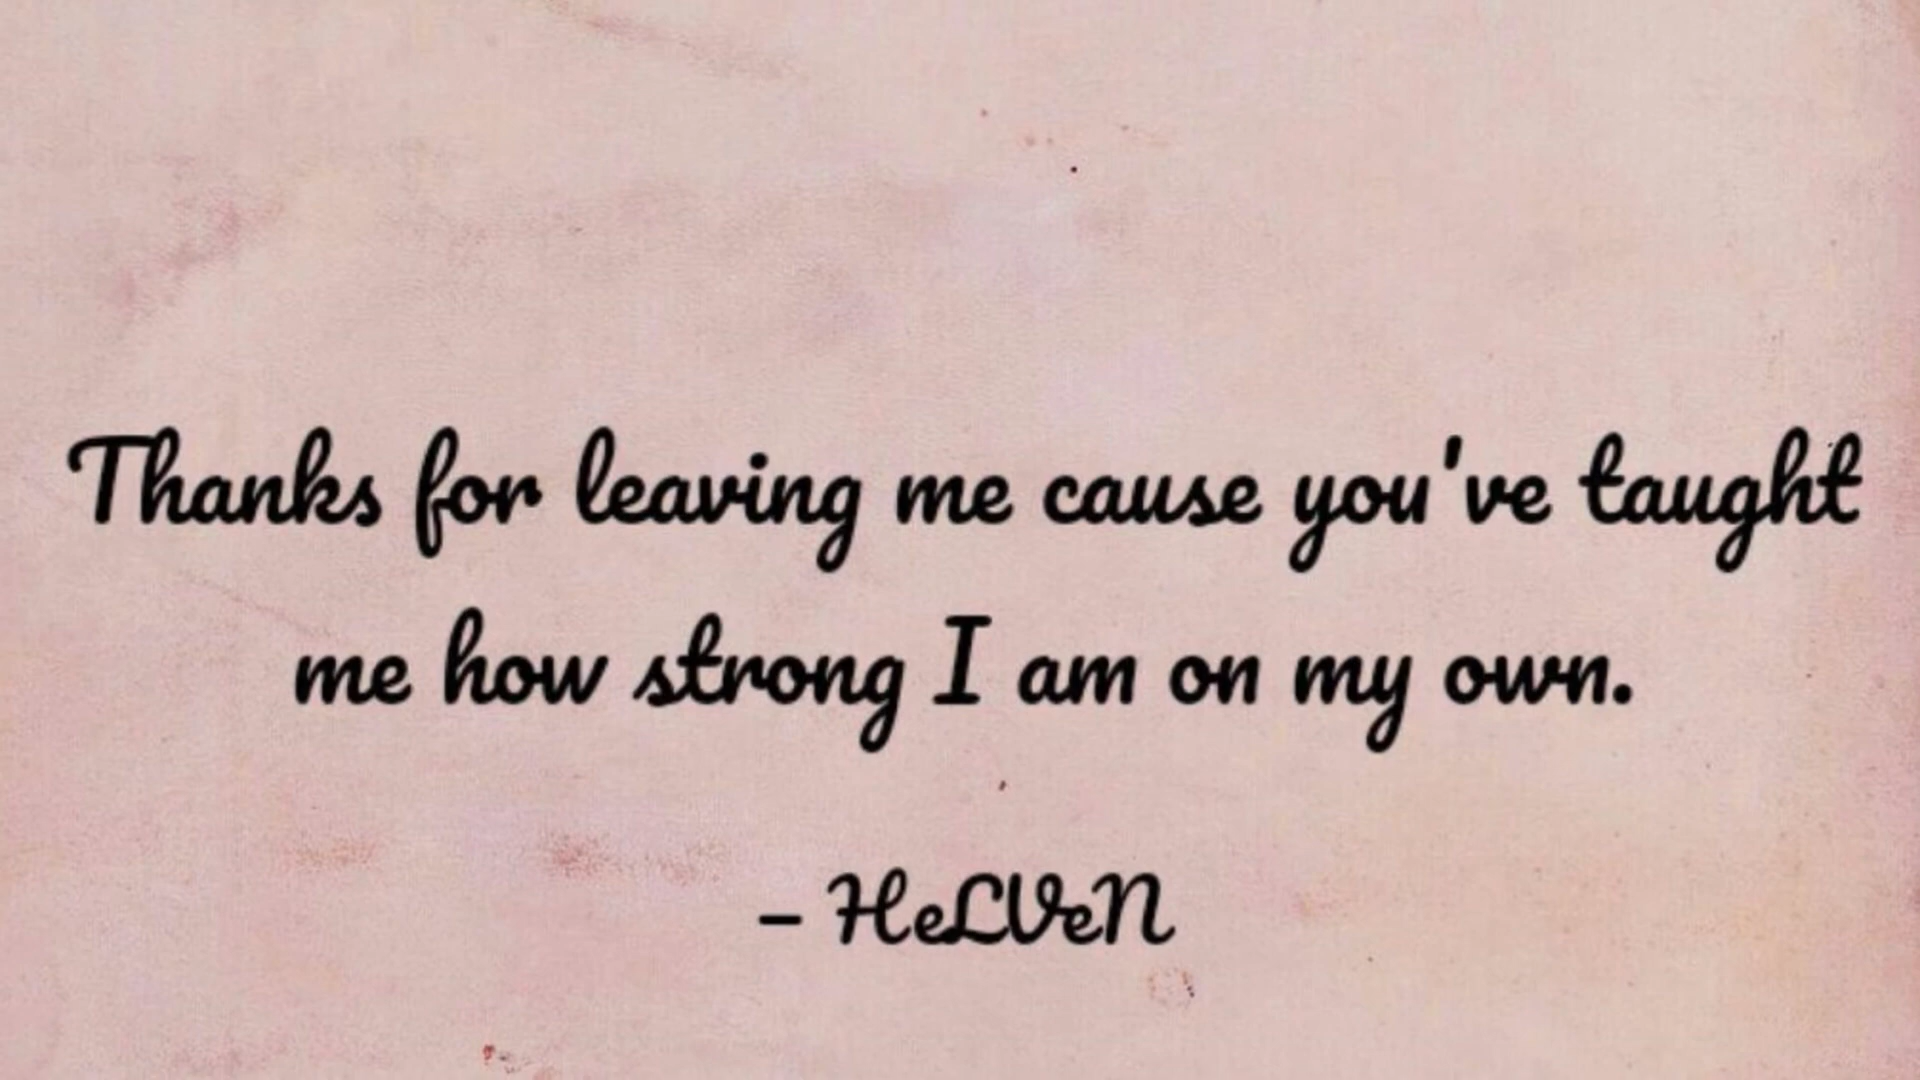 Thanks for leaving me cause you've taught
me how strong I am on my own.
– HeLVeN